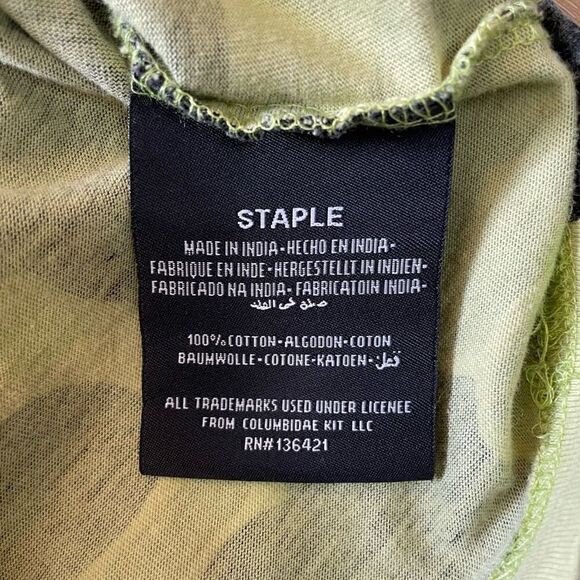 STAPLE
MADE IN INDIA-HECHO EN INDIA-
FABRIQUE EN INDE-HERGESTELLT IN INDIEN-
FABRICADO NA INDIA-FABRICATOIN INDIA-
صنع في الهند
100% COTTON-ALGODON-COTON
BAUMWOLLE-COTONE-KATOEN-قطن
ALL TRADEMARKS USED UNDER LICENEE
FROM COLUMBIDAE KIT LLC
RN#136421